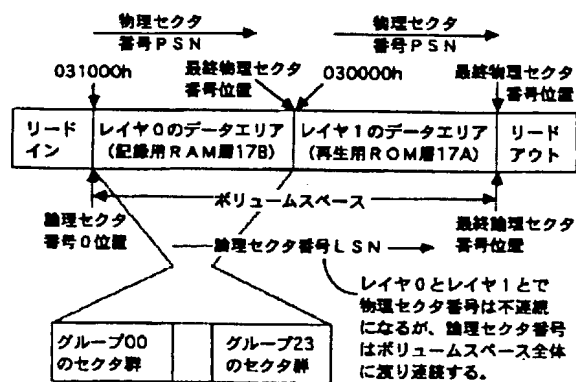 物理セクタ
番号PSN
物理セクタ
番号PSN
031000h
最終物理セクタ
番号位置
030000h
最終物理セクタ
番号位置
リード
イン
レイヤ0のデータエリア
(記録用RAM層17B)
レイヤ1のデータエリア
(再生用ROM層17A)
リード
アウト
ボリュームスペース
論理セクタ
番号0位置
論理セクタ番号LSN
最終論理セクタ
番号位置
レイヤ0とレイヤ1とで
物理セクタ番号は不連続
になるが、論理セクタ番号
はボリュームスペース全体
に渡り連続する。
グループ00
のセクタ群
グループ23
のセクタ群